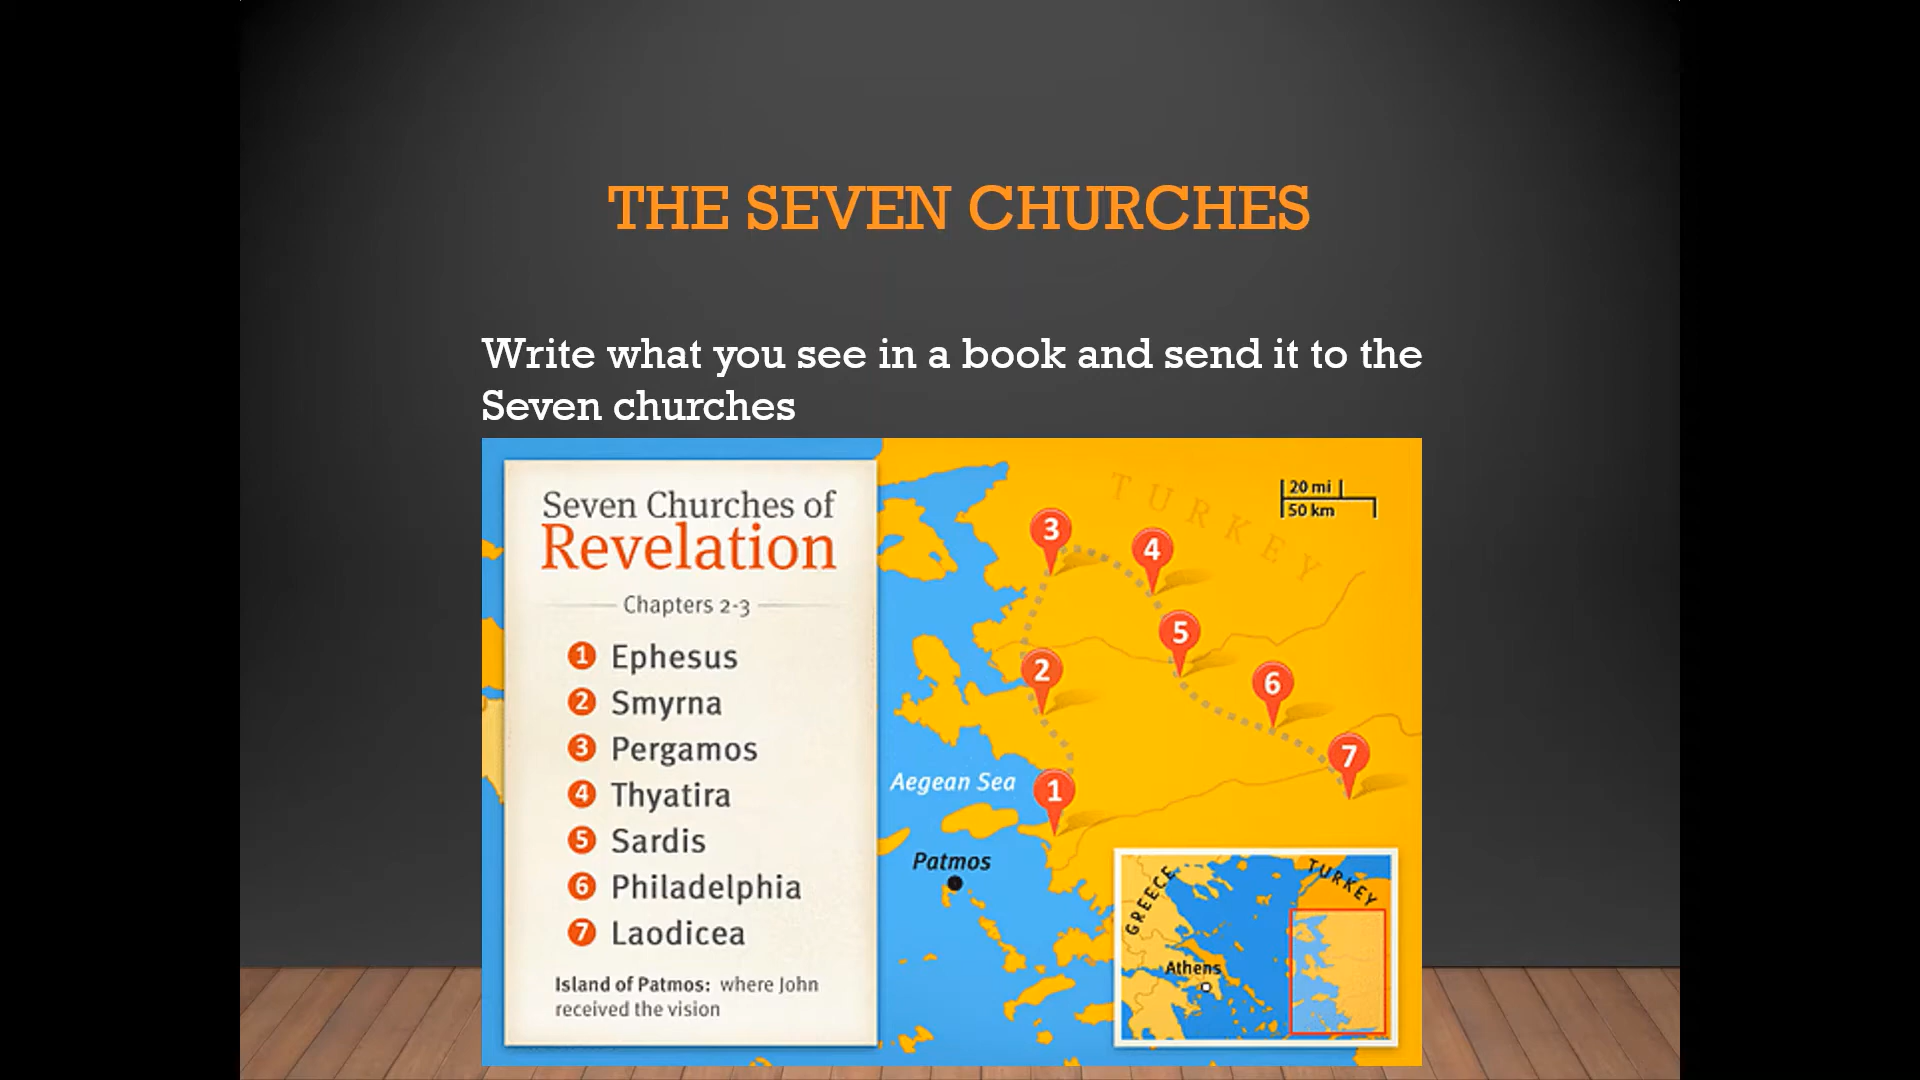 THE SEVEN CHURCHES
Write what you see in a book and send it to the
Seven churches
Seven Churches of
Revelation
Chapters 2-3
1 Ephesus
2 Smyrna
3 Pergamos
4 Thyatira
5 Sardis
6 Philadelphia
7 Laodicea
Island of Patmos: where John
received the vision
TURKEY
20 mi
50 km
3
4
5
2
6
7
1
Aegean Sea
Patmos
GREECE
TURKEY
Athens